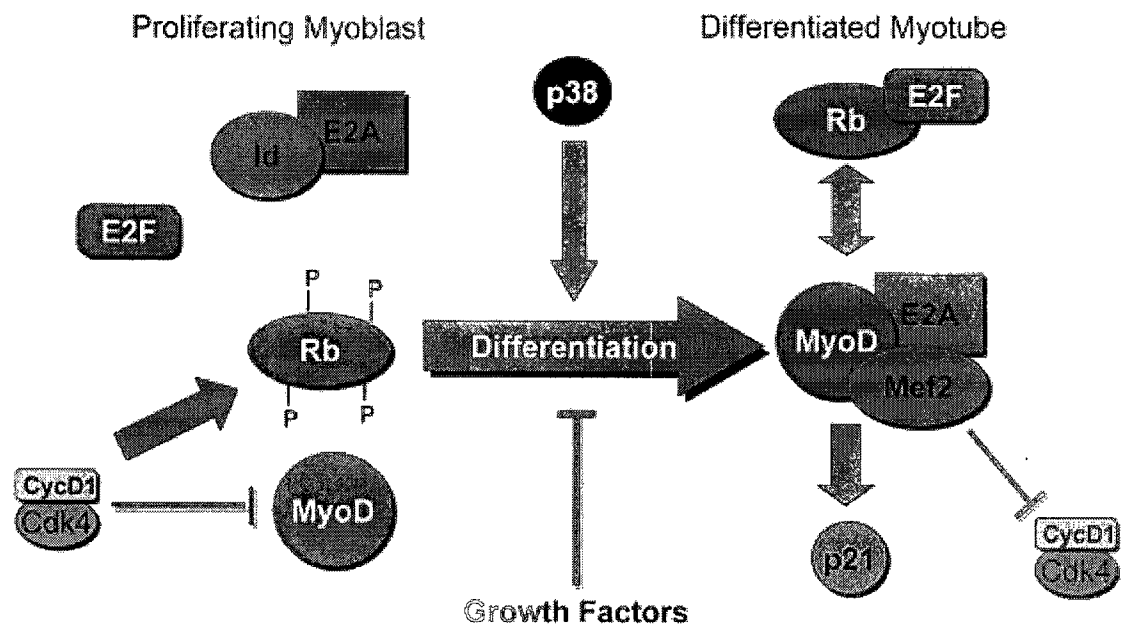 Proliferating Myoblast
Differentiated Myotube
p38
E2F
Rb
E2A
Id
E2F
P
P
Rb
P
P
Differentiation
MyoD
E2A
Mef2
CycD1
Cdk4
MyoD
p21
CycD1
Cdk4
Growth Factors